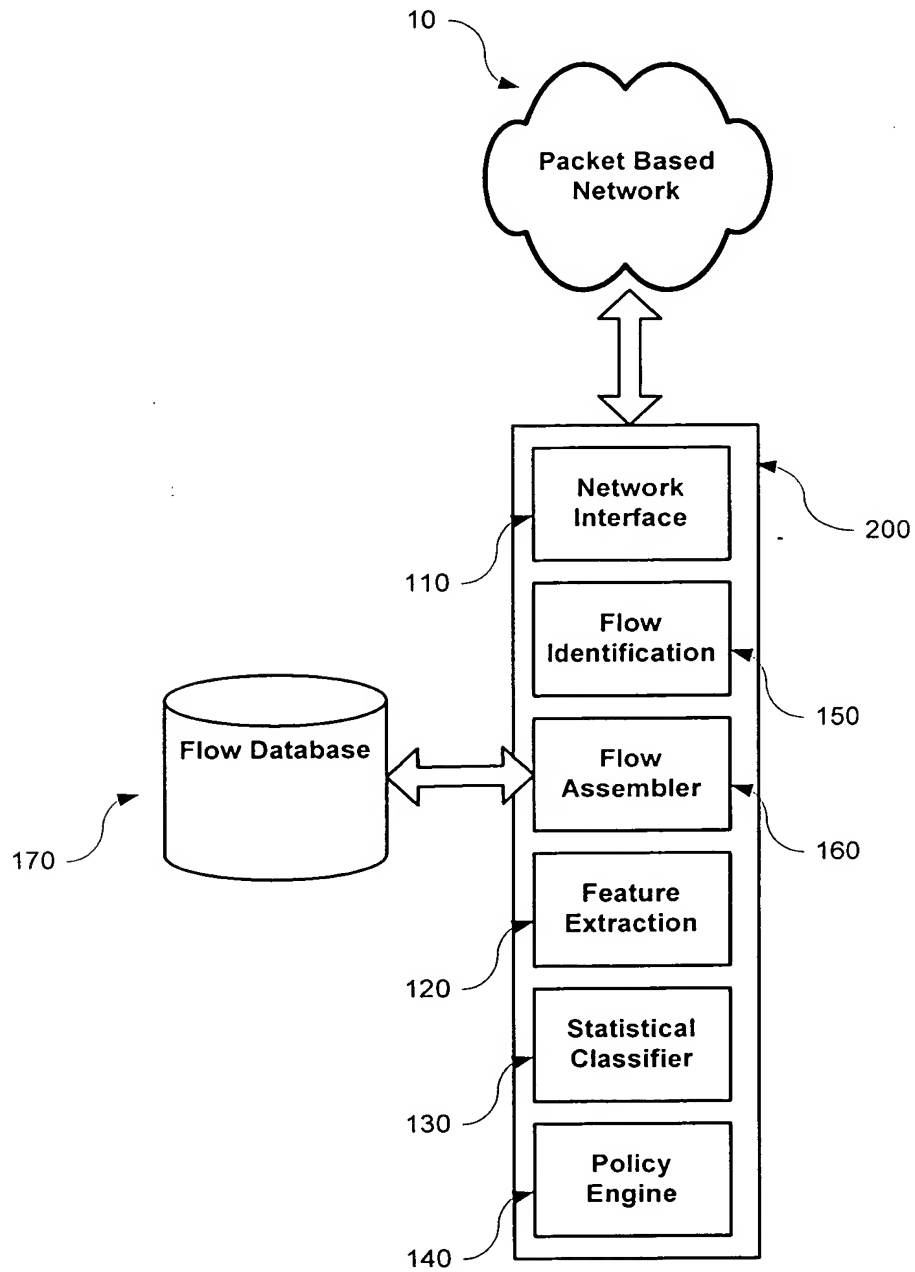 10
Packet Based
Network
Network
Interface
200
110
Flow
Identification
150
Flow Database
Flow
Assembler
170
160
Feature
Extraction
120
Statistical
Classifier
130
Policy
Engine
140